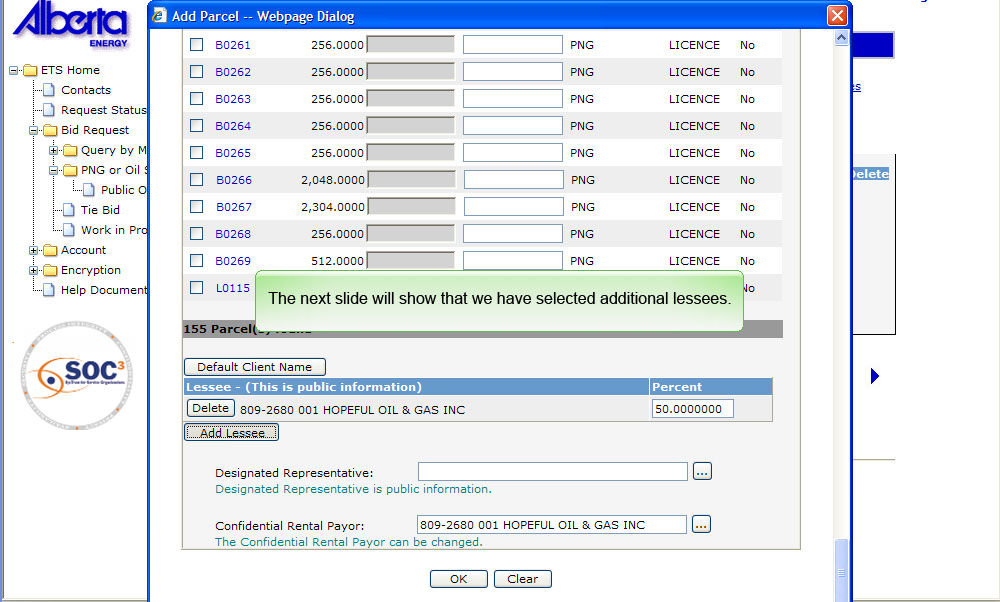 Alberta
ENERGY
Add Parcel -- Webpage Dialog
ETS Home
Contacts
Request Status
Bid Request
Query by M
PNG or Oil S
Public O
Tie Bid
Work in Pro
Account
Encryption
Help Document
SOC3
B0261 256.0000 PNG LICENCE No
B0262 256.0000 PNG LICENCE No
B0263 256.0000 PNG LICENCE No
B0264 256.0000 PNG LICENCE No
B0265 256.0000 PNG LICENCE No
B0266 2,048.0000 PNG LICENCE No
B0267 2,304.0000 PNG LICENCE No
B0268 256.0000 PNG LICENCE No
B0269 512.0000 PNG LICENCE No
L0115 No
The next slide will show that we have selected additional lessees.
155 Parcel(s) found
Default Client Name
Lessee - (This is public information) Percent
Delete 809-2680 001 HOPEFUL OIL & GAS INC 50.0000000
Add Lessee
Designated Representative: ...
Designated Representative is public information.
Confidential Rental Payor: 809-2680 001 HOPEFUL OIL & GAS INC ...
The Confidential Rental Payor can be changed.
OK Clear
es
Delete